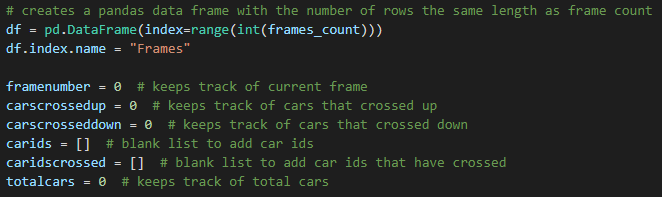 # creates a pandas data frame with the number of rows the same length as frame count
df = pd.DataFrame(index=range(int(frames_count)))
df.index.name = "Frames"
framenumber = 0  # keeps track of current frame
carscrossedup = 0  # keeps track of cars that crossed up
carscrosseddown = 0  # keeps track of cars that crossed down
carids = []  # blank list to add car ids
caridscrossed = []  # blank list to add car ids that have crossed
totalcars = 0  # keeps track of total cars